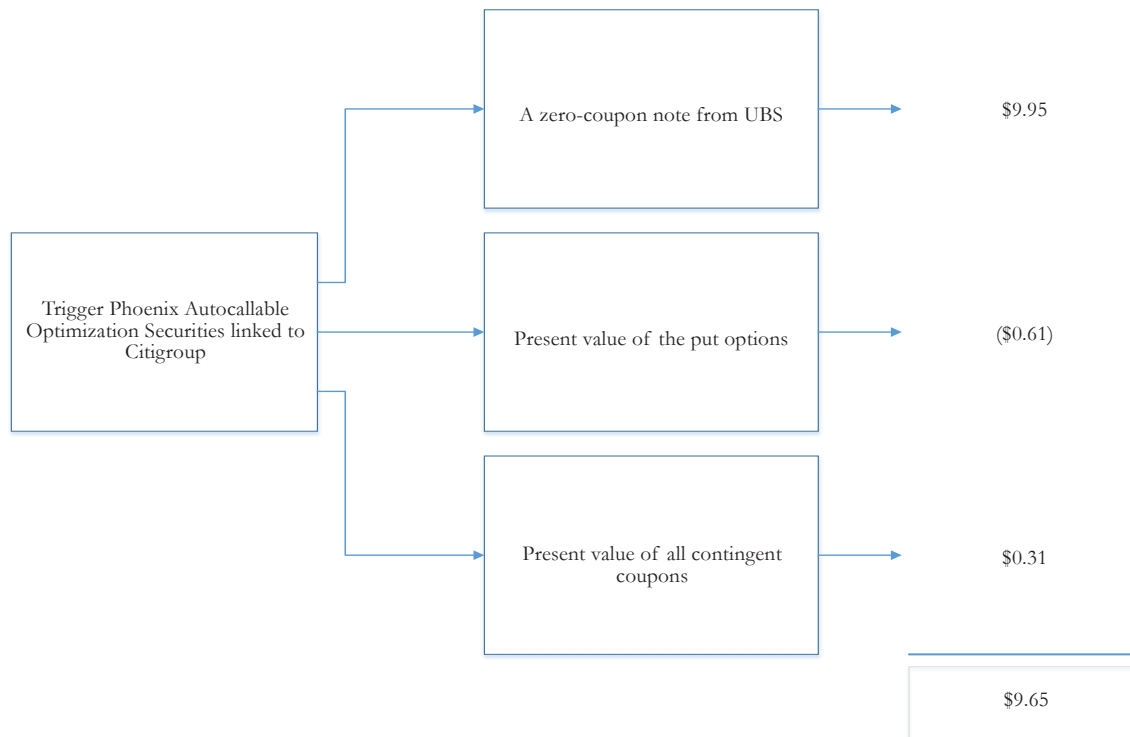 A zero-coupon note from UBS
$9.95
Trigger Phoenix Autocallable
Optimization Securities linked to
Citigroup
Present value of the put options
($0.61)
Present value of all contingent
coupons
$0.31
$9.65